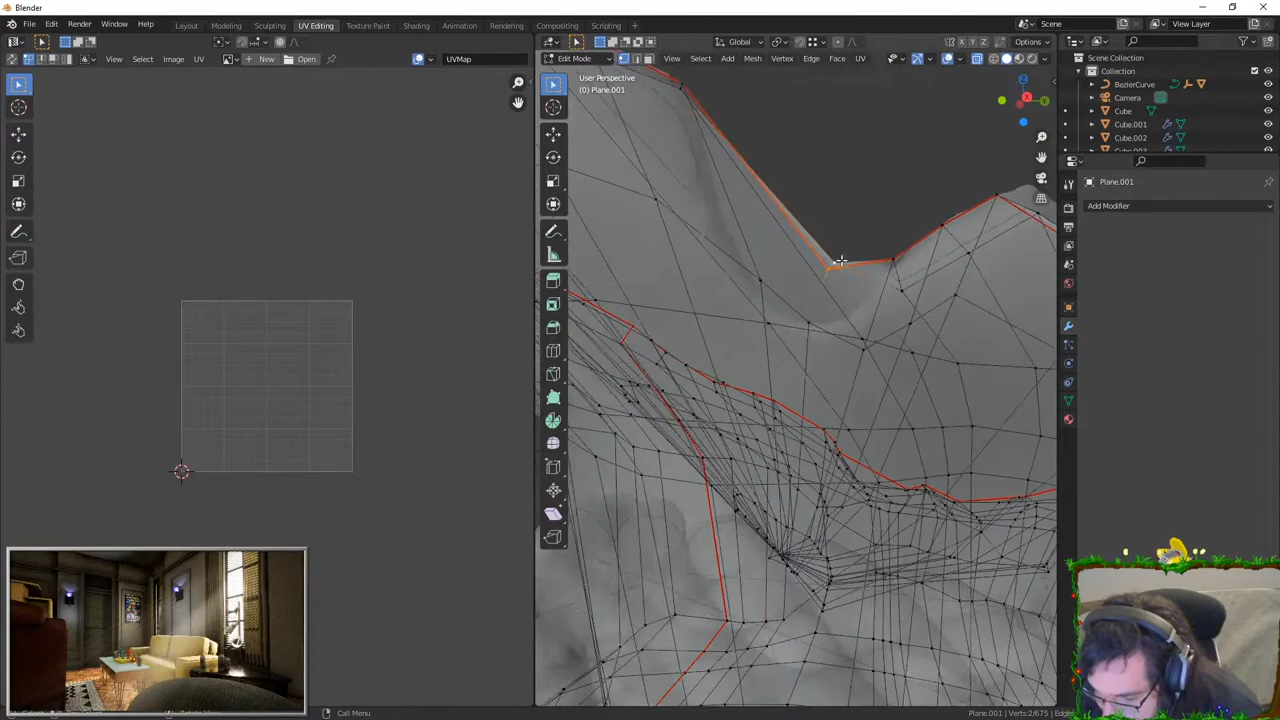 Blender
File Edit Render Window Help Layout Modeling Sculpting UV Editing Texture Paint Shading Animation Rendering Compositing Scripting + Scene View Layer
View Select Image UV + New Open UVMap
Global Options
Edit Mode View Select Add Mesh Vertex Edge Face UV
X Y Z
User Perspective
(0) Plane.001
Scene Collection
Collection
BezierCurve
Camera
Cube
Cube.001
Cube.002
Plane.001
Add Modifier
Call Menu
Plane.001 | Verts:2/675 |